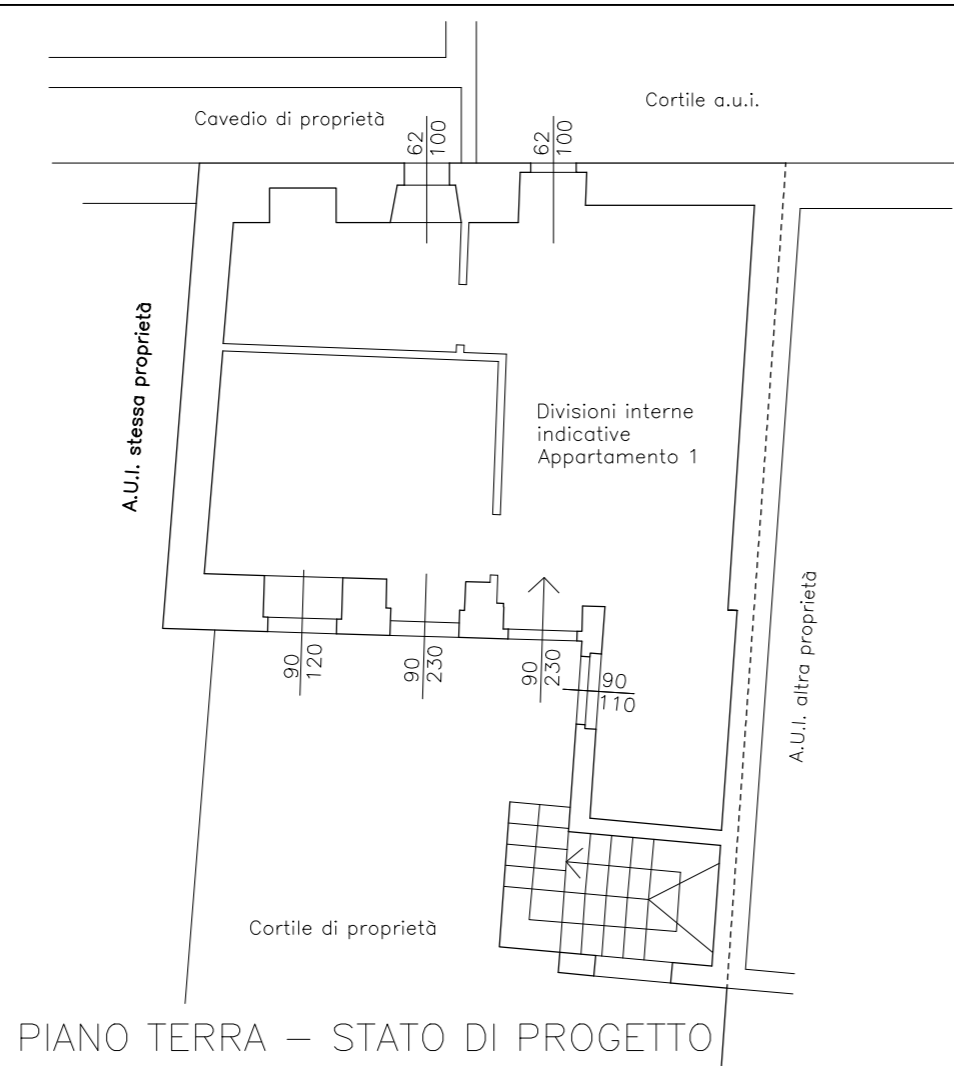 Cortile a.u.i.
Cavedio di proprietà
62
100
62
100
A.U.I. stessa proprietà
Divisioni interne
indicative
Appartamento 1
A.U.I. altra proprietà
90
120
90
230
90
230
90
110
Cortile di proprietà
PIANO TERRA – STATO DI PROGETTO